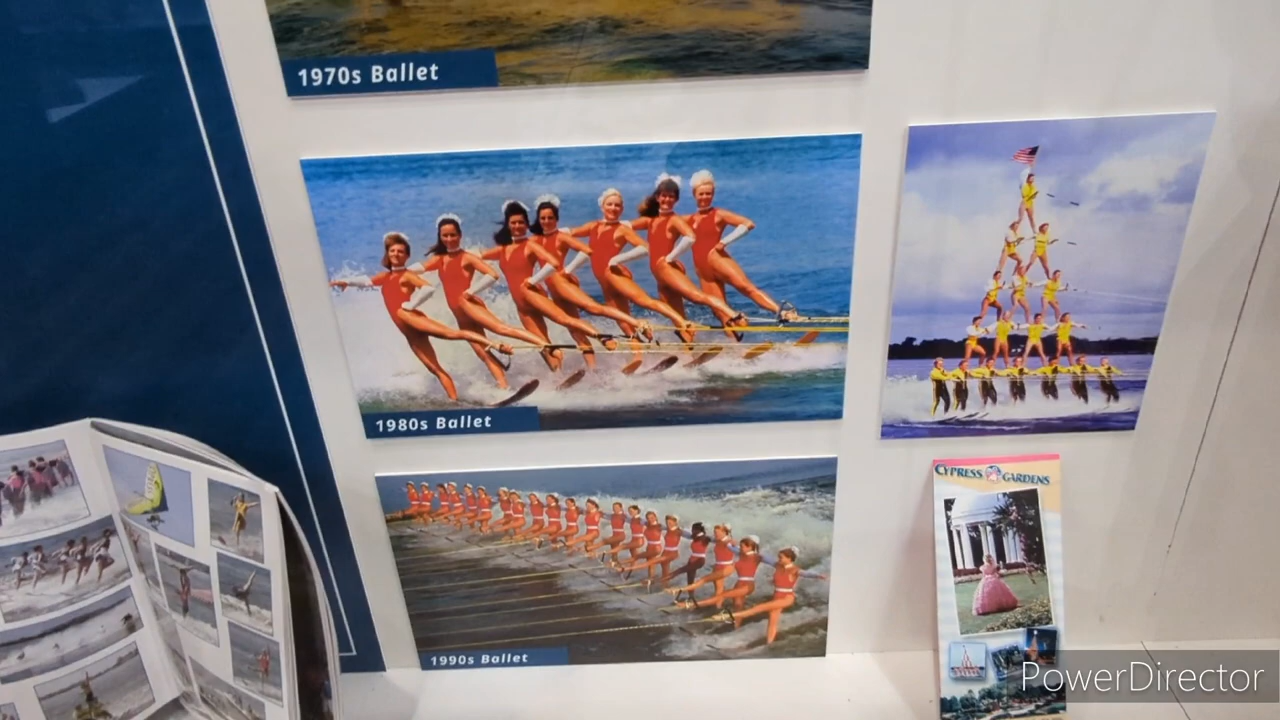 1970s Ballet
1980s Ballet
1990s Ballet
CYPRESS GARDENS
PowerDirector